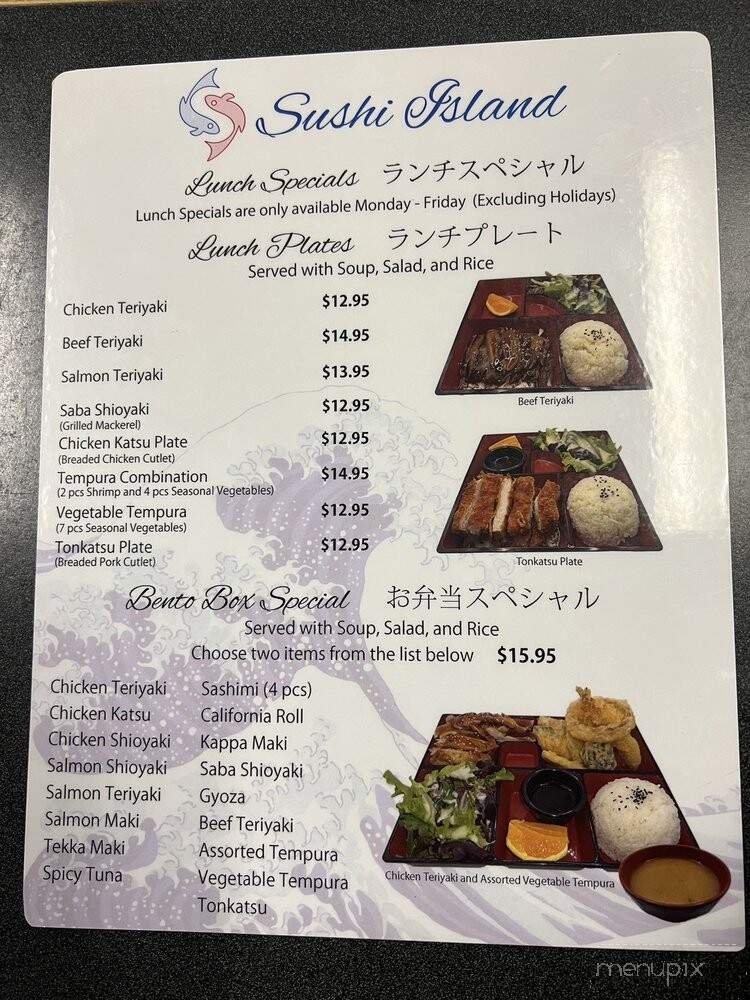 Sushi Island
Lunch Specials ランチスペシャル
Lunch Specials are only available Monday - Friday (Excluding Holidays)
Lunch Plates ランチプレート
Served with Soup, Salad, and Rice
Chicken Teriyaki $12.95
Beef Teriyaki $14.95
Salmon Teriyaki $13.95
Saba Shioyaki $12.95
(Grilled Mackerel)
Chicken Katsu Plate $12.95
(Breaded Chicken Cutlet)
Tempura Combination $14.95
(2 pcs Shrimp and 4 pcs Seasonal Vegetables)
Vegetable Tempura $12.95
(7 pcs Seasonal Vegetables)
Tonkatsu Plate $12.95
(Breaded Pork Cutlet)
Beef Teriyaki
Tonkatsu Plate
Bento Box Special お弁当スペシャル
Served with Soup, Salad, and Rice
Choose two items from the list below $15.95
Chicken Teriyaki
Chicken Katsu
Chicken Shioyaki
Salmon Shioyaki
Salmon Teriyaki
Salmon Maki
Tekka Maki
Spicy Tuna
Sashimi (4 pcs)
California Roll
Kappa Maki
Saba Shioyaki
Gyoza
Beef Teriyaki
Assorted Tempura
Vegetable Tempura
Tonkatsu
Chicken Teriyaki and Assorted Vegetable Tempura
menupix